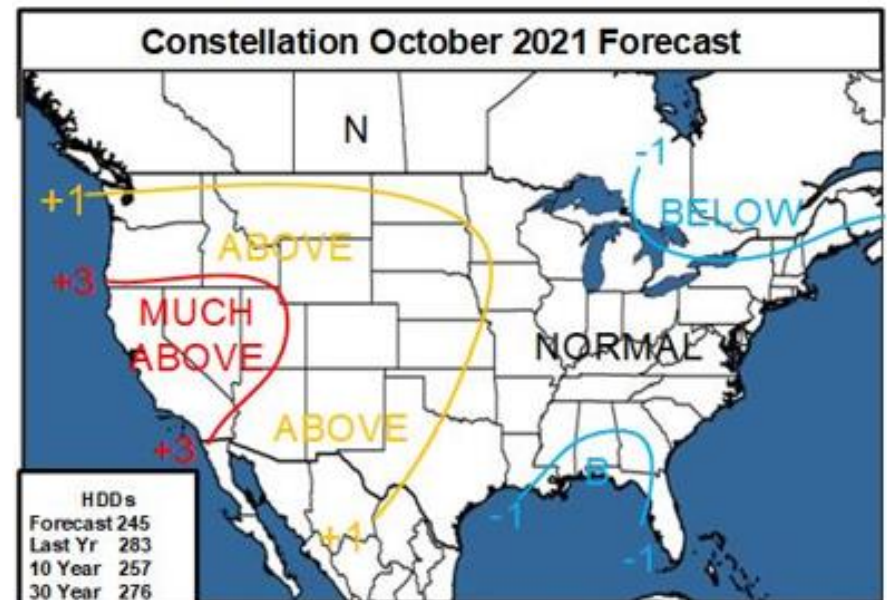 Constellation October 2021 Forecast
N
-1
+1
BELOW
ABOVE
+3
MUCH
ABOVE
NORMAL
ABOVE
+3
B
-1
+1
-1
HDDs
Forecast 245
Last Yr 283
10 Year 257
30 Year 276